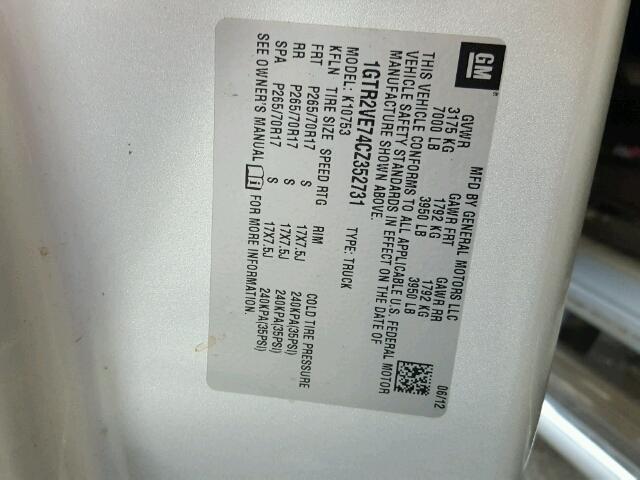 GM
MFD BY GENERAL MOTORS LLC 06/12
GVWR GAWR FRT GAWR RR
3175 KG 1792 KG 1792 KG
7000 LB 3950 LB 3950 LB
THIS VEHICLE CONFORMS TO ALL APPLICABLE U.S. FEDERAL MOTOR
VEHICLE SAFETY STANDARDS IN EFFECT ON THE DATE OF
MANUFACTURE SHOWN ABOVE.
1GTR2VE74CZ352731 TYPE: TRUCK
MODEL: K10753
KFLN TIRE SIZE SPEED RTG RIM COLD TIRE PRESSURE
FRT P265/70R17 S 17X7.5J 240KPA(35PSI)
RR P265/70R17 S 17X7.5J 240KPA(35PSI)
SPA P265/70R17 S 17X7.5J 240KPA(35PSI)
SEE OWNER'S MANUAL FOR MORE INFORMATION.